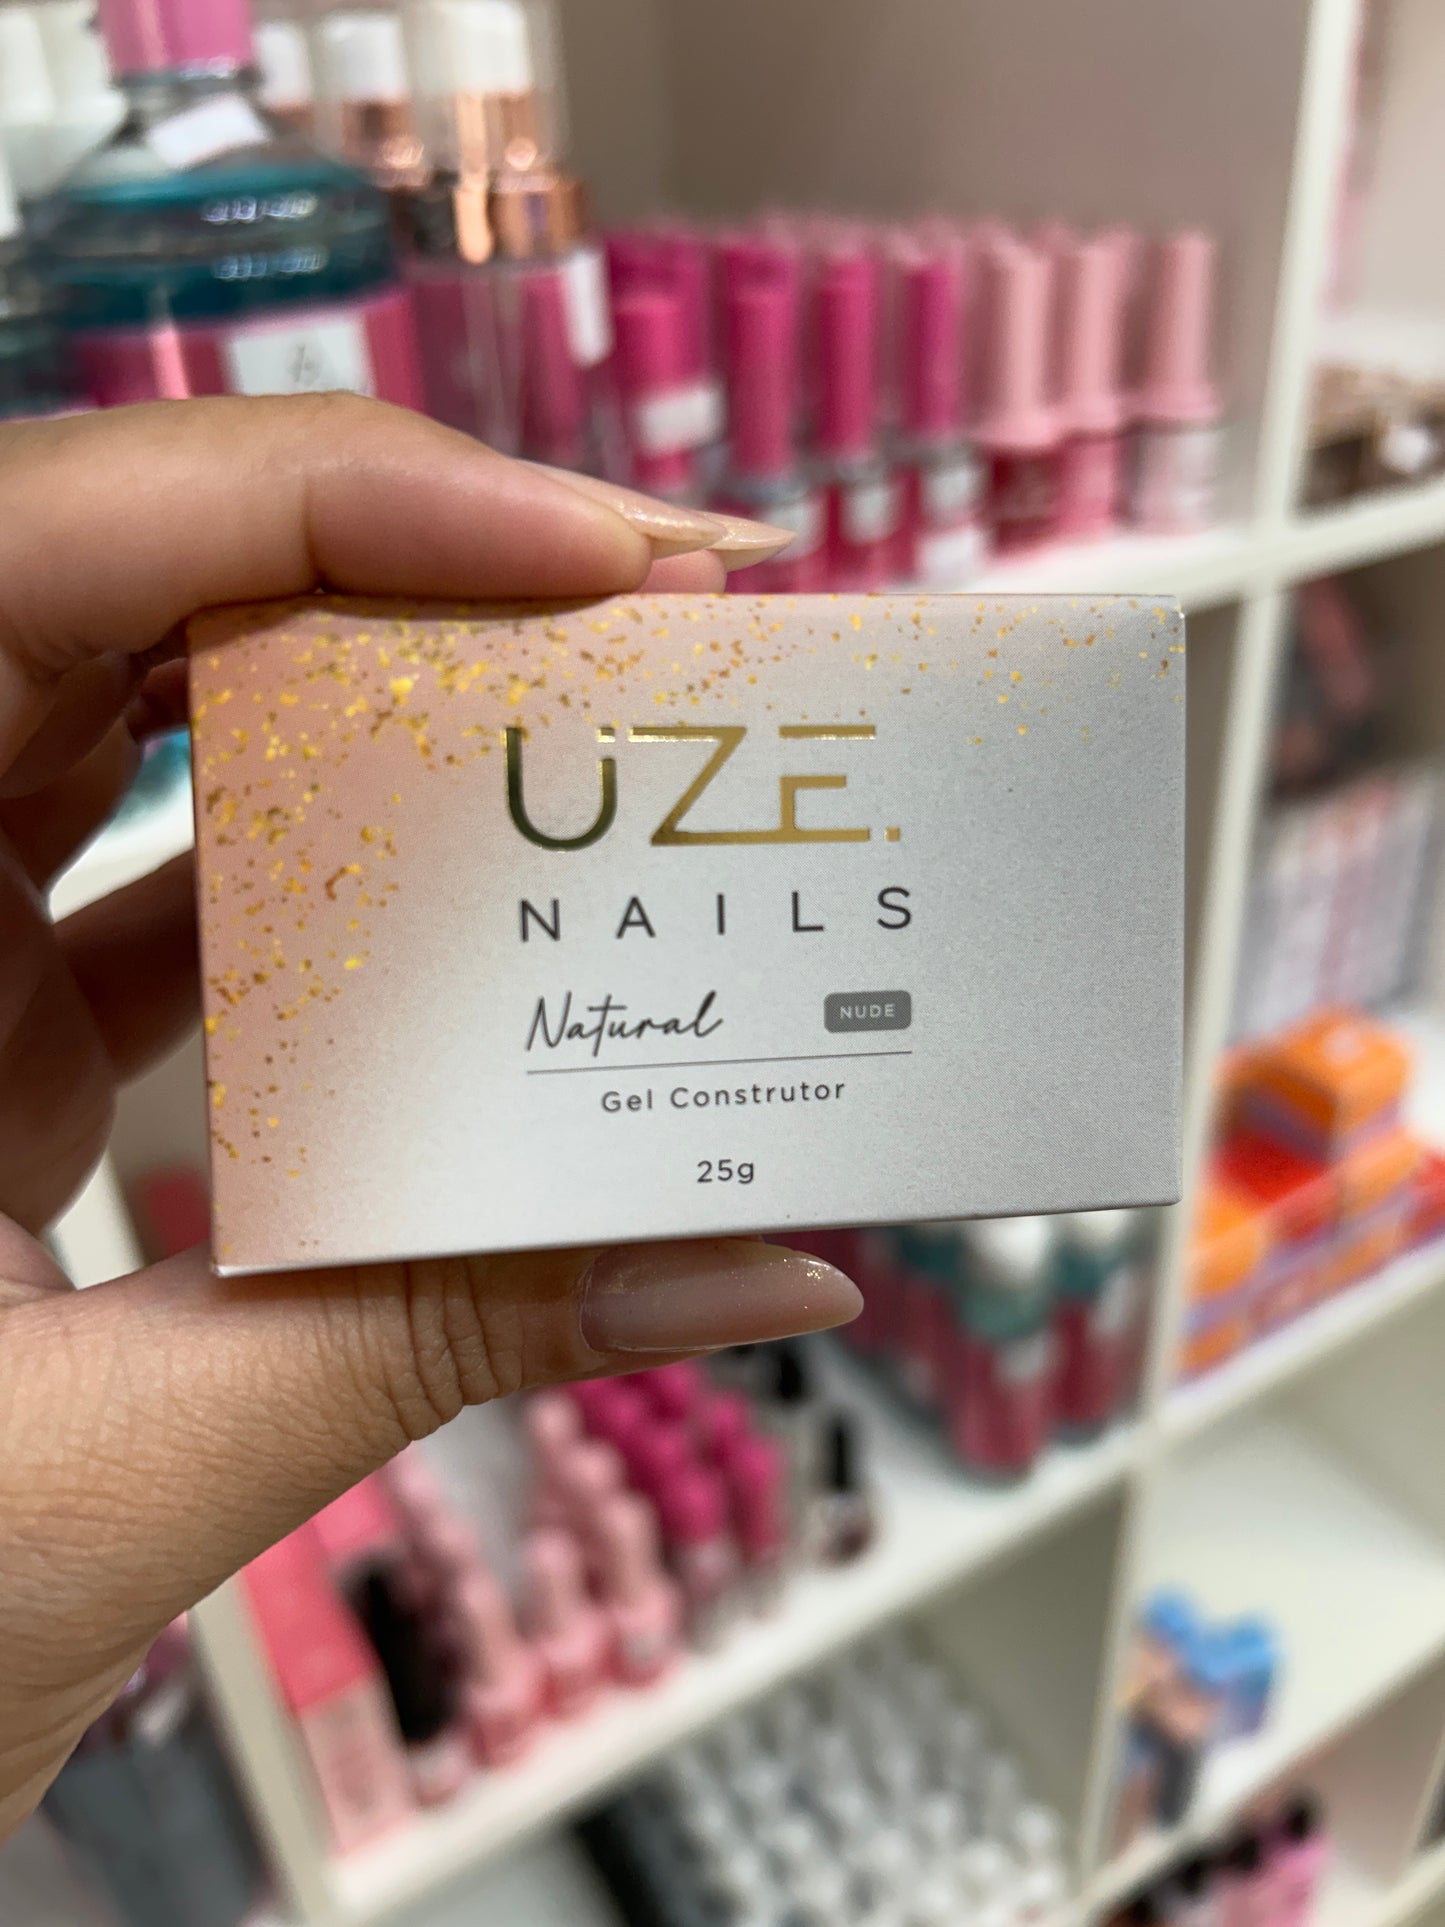 UZE.
NAILS
Natural NUDE
Gel Construtor
25g